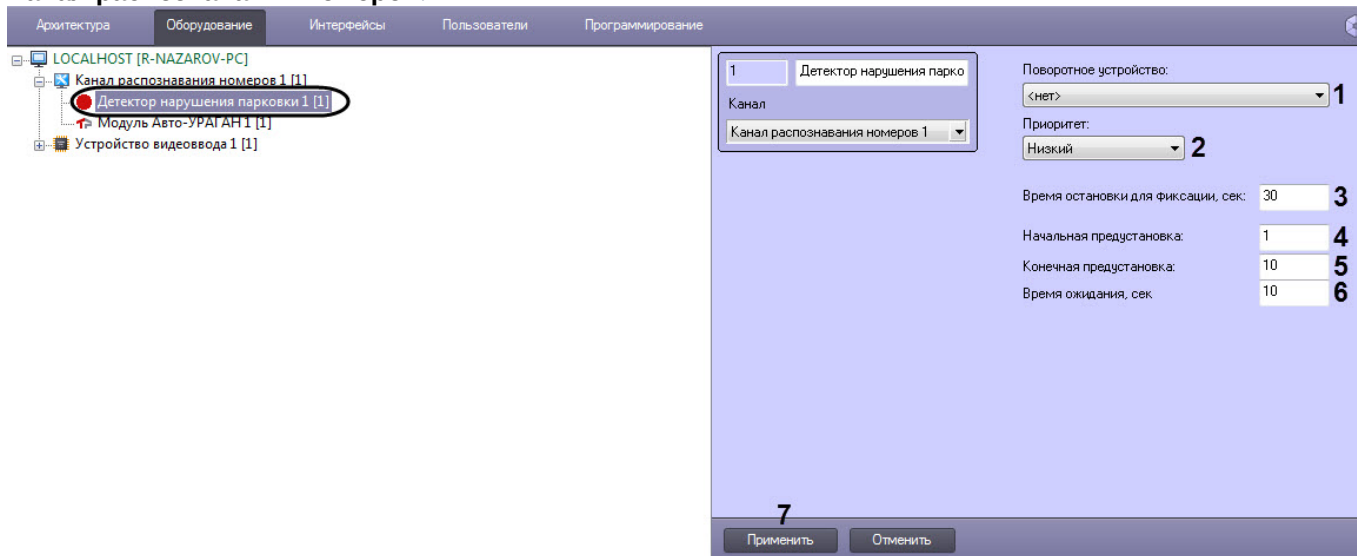 Архитектура Оборудование Интерфейсы Пользователи Программирование
LOCALHOST [R-NAZAROV-PC]
Канал распознавания номеров 1 [1]
Детектор нарушения парковки 1 [1]
Модуль Авто-УРАГАН 1 [1]
Устройство видеоввода 1 [1]
1 Детектор нарушения парко
Канал
Канал распознавания номеров 1
Поворотное устройство:
<нет> 1
Приоритет:
Низкий 2
Время остановки для фиксации, сек: 30 3
Начальная предустановка: 1 4
Конечная предустановка: 10 5
Время ожидания, сек 10 6
7
Применить Отменить